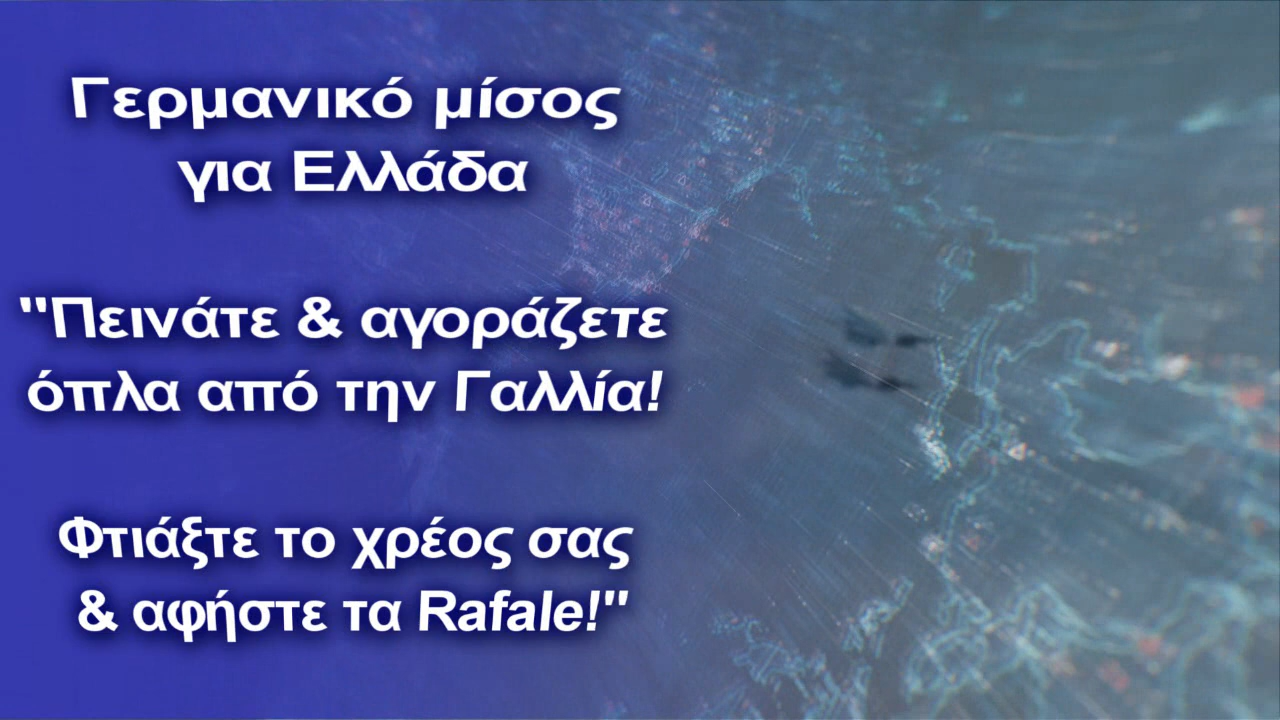 Γερμανικό μίσος
για Ελλάδα
"Πεινάτε & αγοράζετε
όπλα από την Γαλλία!
Φτιάξτε το χρέος σας
& αφήστε τα Rafale!"